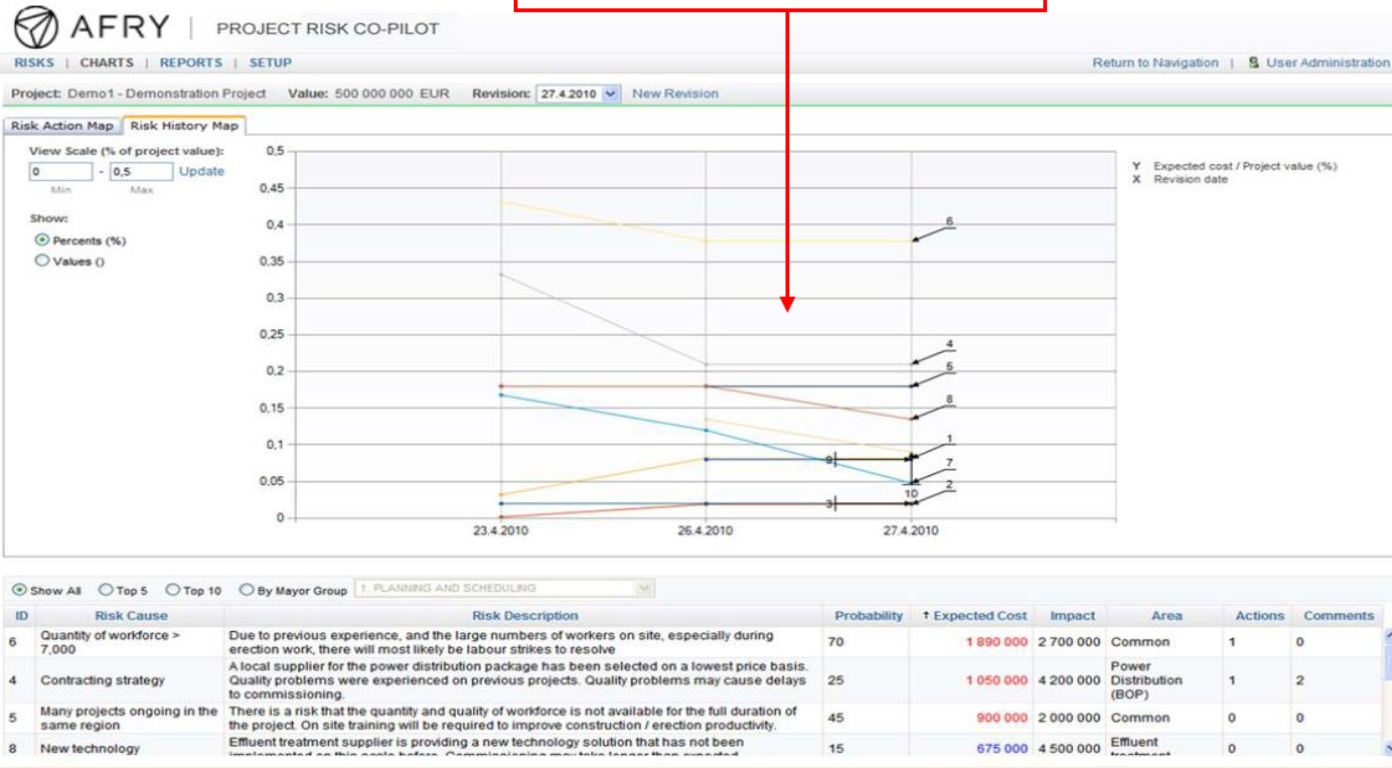 AFRY | PROJECT RISK CO-PILOT
RISKS | CHARTS | REPORTS | SETUP
Return to Navigation | User Administration
Project: Demo1 - Demonstration Project Value: 500 000 000 EUR Revision: 27.4.2010 New Revision
Risk Action Map Risk History Map
View Scale (% of project value):
0 - 0,5 Update
Min Max
Show:
Percents (%)
Values ()
0,5
0,45
0,4
0,35
0,3
0,25
0,2
0,15
0,1
0,05
0
6
4
5
8
1
9
7
10
2
3
23.4.2010 26.4.2010 27.4.2010
Y Expected cost / Project value (%)
X Revision date
Show All Top 5 Top 10 By Mayor Group 1. PLANNING AND SCHEDULING
ID Risk Cause Risk Description Probability ↑ Expected Cost Impact Area Actions Comments
6 Quantity of workforce > 7,000 Due to previous experience, and the large numbers of workers on site, especially during
erection work, there will most likely be labour strikes to resolve 70 1 890 000 2 700 000 Common 1 0
4 Contracting strategy A local supplier for the power distribution package has been selected on a lowest price basis.
Quality problems were experienced on previous projects. Quality problems may cause delays
to commissioning. 25 1 050 000 4 200 000 Power Distribution (BOP) 1 2
5 Many projects ongoing in the same region There is a risk that the quantity and quality of workforce is not available for the full duration of
the project. On site training will be required to improve construction / erection productivity. 45 900 000 2 000 000 Common 0 0
8 New technology Effluent treatment supplier is providing a new technology solution that has not been
15 675 000 4 500 000 Effluent 0 0